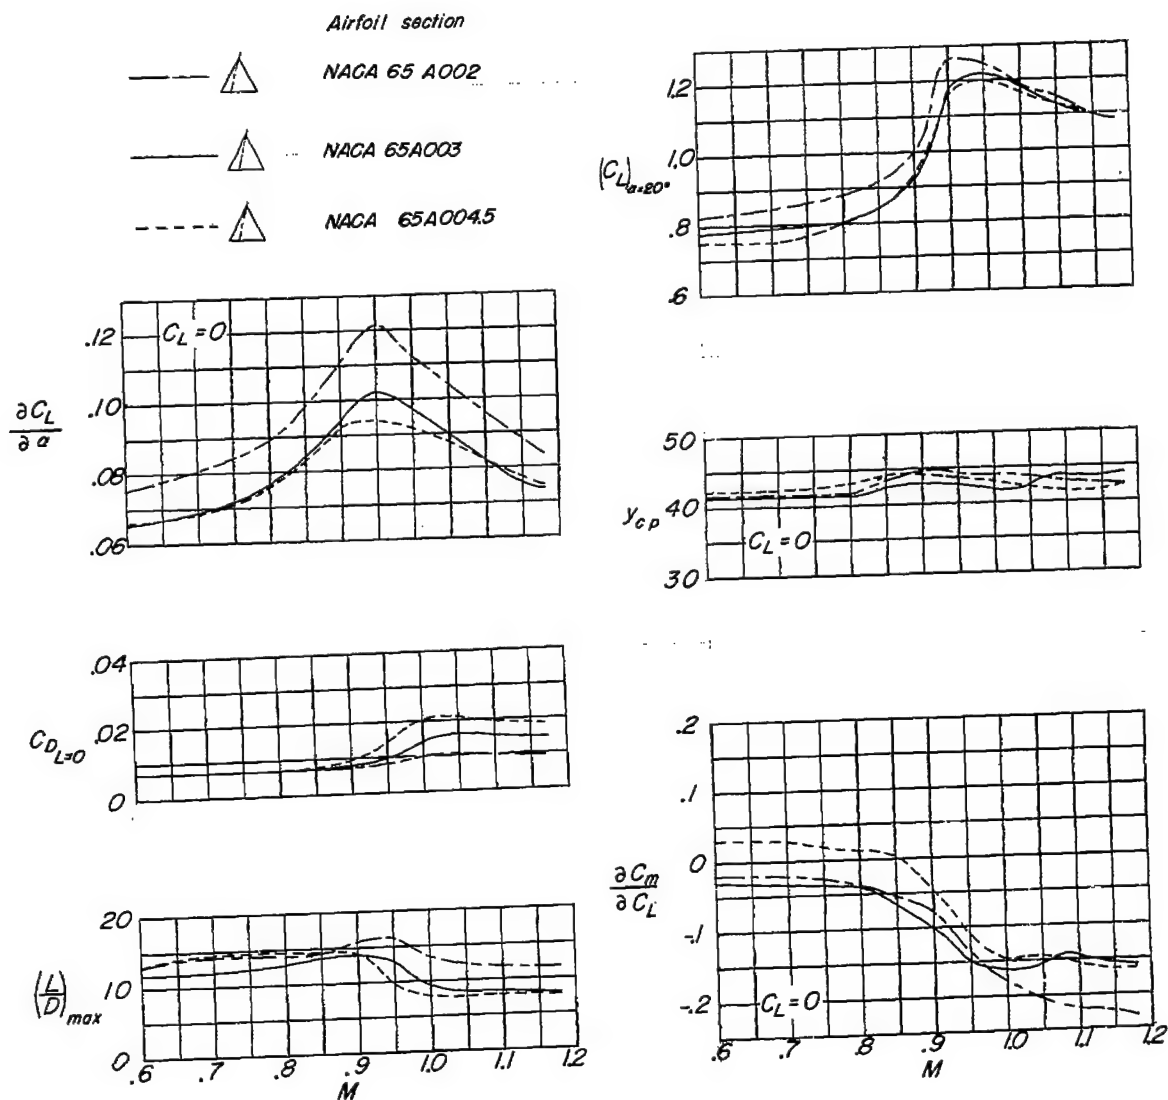 Airfoil section
NACA 65 A002
NACA 65A003
NACA 65A004.5
.12
.10
.08
.06
∂C_L
∂α
C_L=0
.04
.02
0
C_D_L=0
20
10
0
(L/D)max
.6 .7 .8 .9 1.0 1.1 1.2
M
1.2
1.0
.8
.6
(C_L)α=20°
50
40
30
y_cp
C_L=0
.2
.1
0
-.1
-.2
∂C_m
∂C_L
C_L=0
.6 .7 .8 .9 1.0 1.1 1.2
M